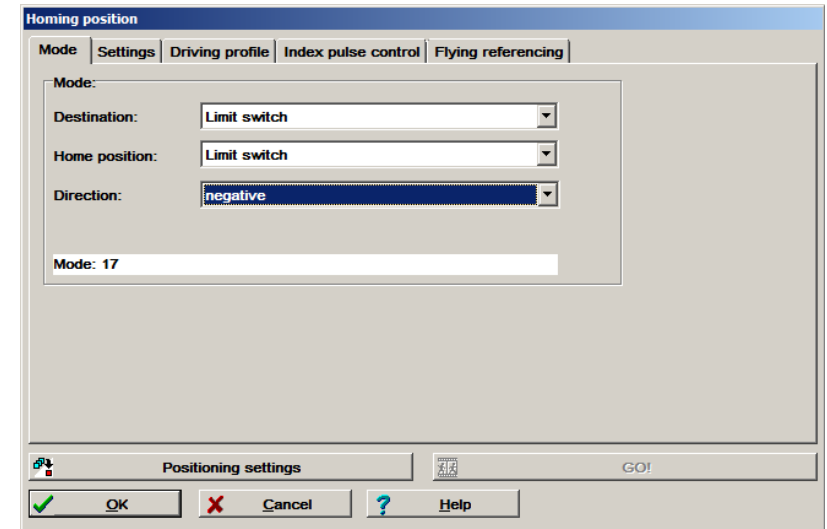 Homing position
Mode Settings Driving profile Index pulse control Flying referencing
Mode:
Destination: Limit switch
Home position: Limit switch
Direction: negative
Mode: 17
Positioning settings GO!
OK Cancel ? Help